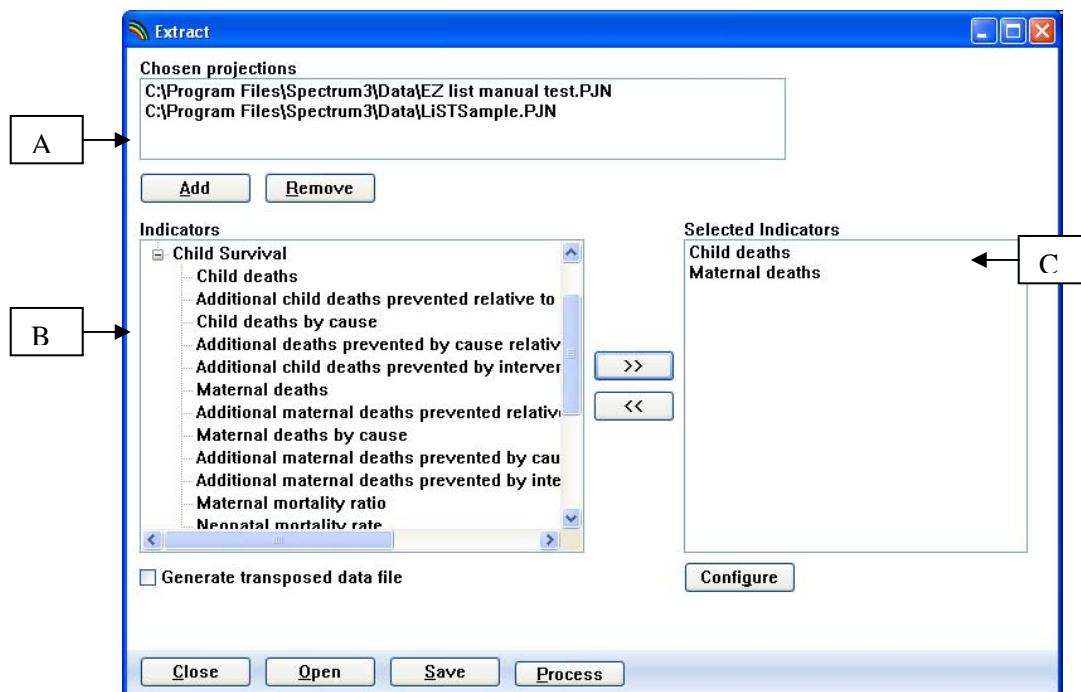 Extract
Chosen projections
C:\Program Files\Spectrum3\Data\EZ list manual test.PJN
C:\Program Files\Spectrum3\Data\LiSTSample.PJN
A
Add Remove
Indicators
Child Survival
Child deaths
Additional child deaths prevented relative to
Child deaths by cause
Additional deaths prevented by cause relativ
Additional child deaths prevented by interver
Maternal deaths
Additional maternal deaths prevented relative
Maternal deaths by cause
Additional maternal deaths prevented by cau
Additional maternal deaths prevented by inte
Maternal mortality ratio
Neonatal mortality rate
B
>>
<<
Selected Indicators
Child deaths
Maternal deaths
C
Generate transposed data file
Configure
Close Open Save Process